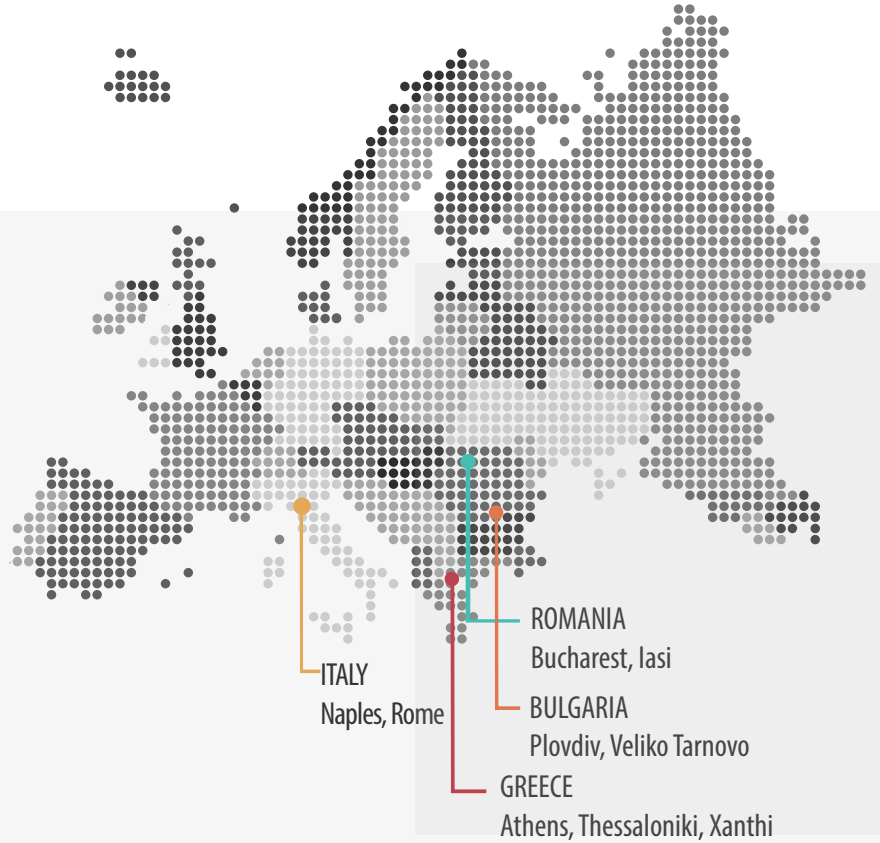 ROMANIA
Bucharest, Iasi
ITALY
Naples, Rome
BULGARIA
Plovdiv, Veliko Tarnovo
GREECE
Athens, Thessaloniki, Xanthi